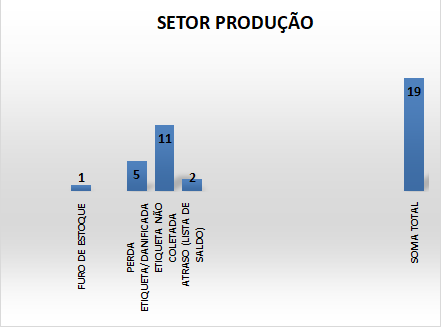 SETOR PRODUÇÃO
1
5
11
2
19
FURO DE ESTOQUE
PERDA
ETIQUETA/DANIFICADA
ETIQUETA NÃO
COLETADA
ATRASO (LISTA DE
SALDO)
SOMA TOTAL